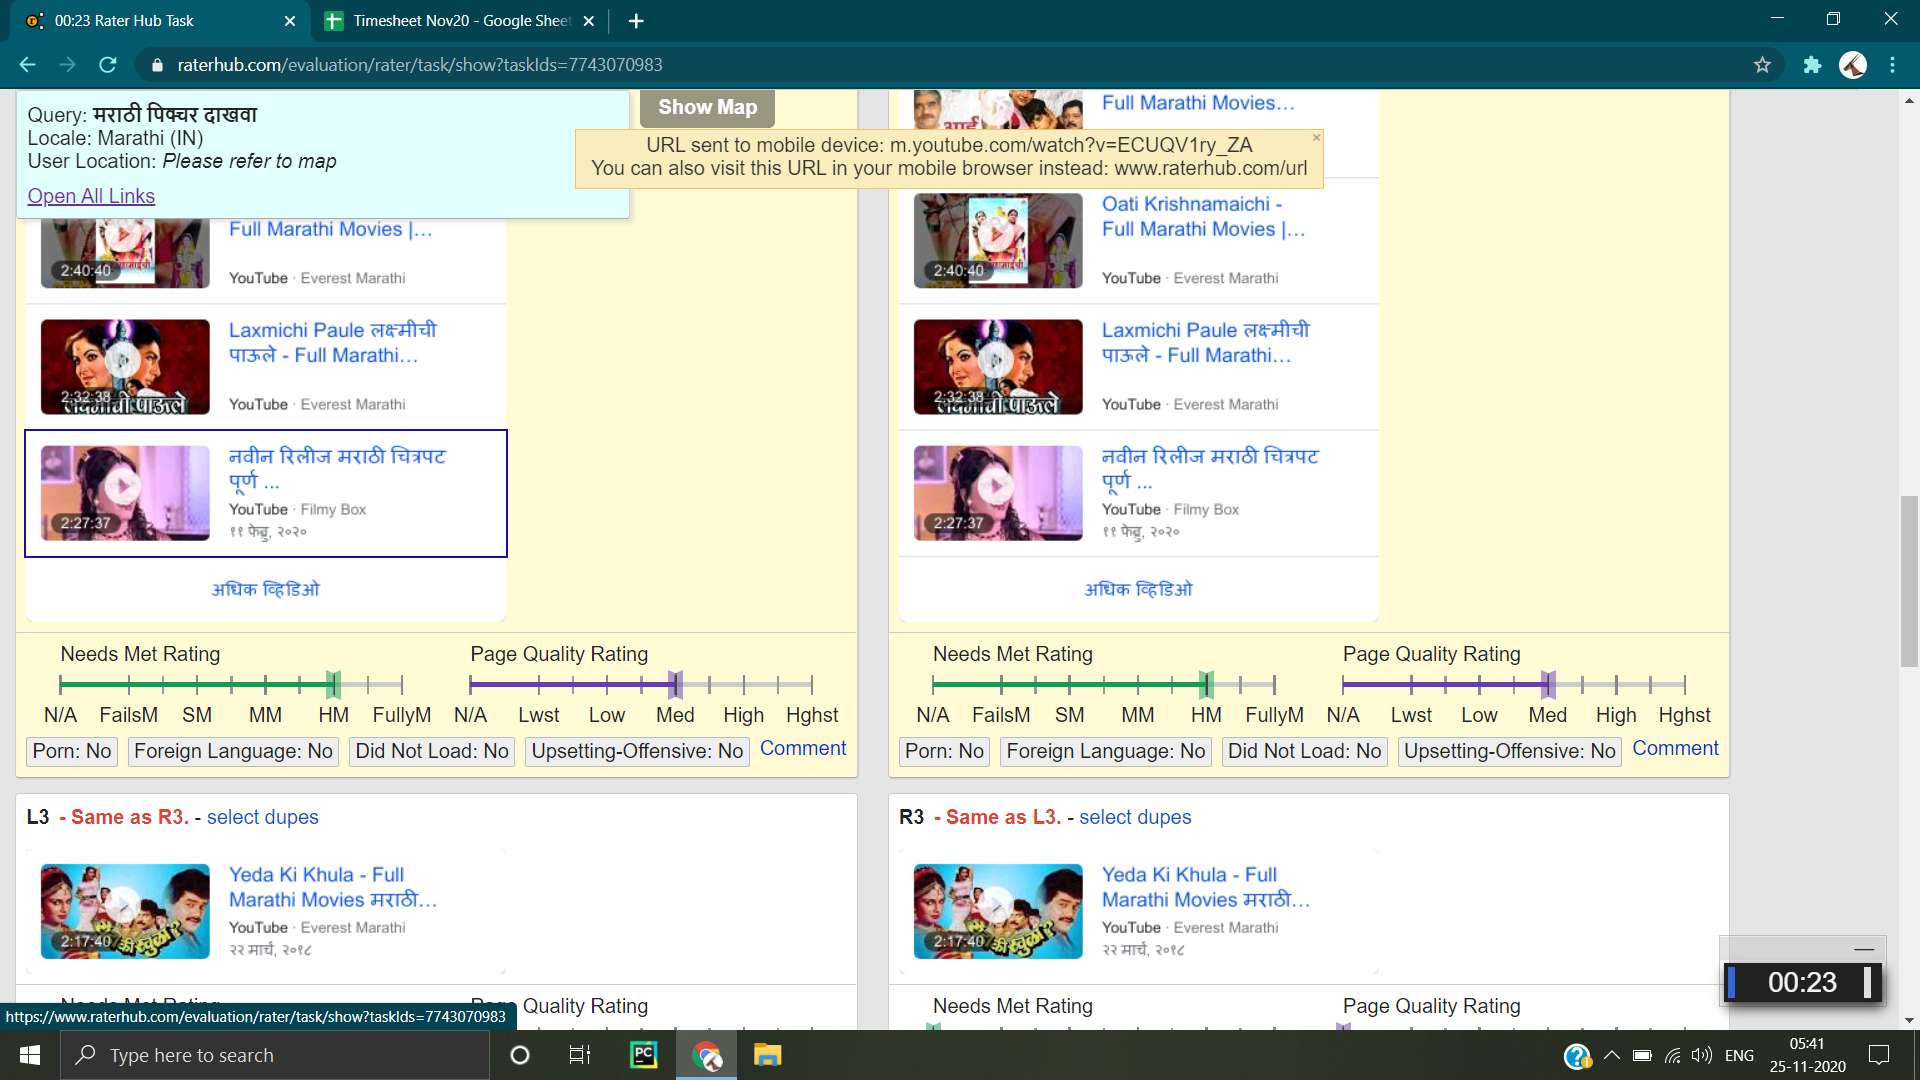 00:23 Rater Hub Task
Timesheet Nov20 - Google Sheet
raterhub.com/evaluation/rater/task/show?taskIds=7743070983
Query: मराठी पिक्चर दाखवा
Locale: Marathi (IN)
User Location: Please refer to map
Open All Links
Show Map
URL sent to mobile device: m.youtube.com/watch?v=ECUQV1ry_ZA
You can also visit this URL in your mobile browser instead: www.raterhub.com/url
Full Marathi Movies |…
2:40:40
YouTube · Everest Marathi
Laxmichi Paule लक्ष्मीची
पाऊले - Full Marathi…
2:32:38
लक्ष्मीची पाऊले
YouTube · Everest Marathi
नवीन रिलीज मराठी चित्रपट
पूर्ण ...
YouTube · Filmy Box
2:27:37
११ फेब्रु, २०२०
अधिक व्हिडिओ
Needs Met Rating
Page Quality Rating
N/A FailsM SM MM HM FullyM
N/A Lwst Low Med High Hghst
Porn: No
Foreign Language: No
Did Not Load: No
Upsetting-Offensive: No
Comment
Full Marathi Movies…
आई
Oati Krishnamaichi -
Full Marathi Movies |…
2:40:40
YouTube · Everest Marathi
Laxmichi Paule लक्ष्मीची
पाऊले - Full Marathi…
2:32:38
लक्ष्मीची पाऊले
YouTube · Everest Marathi
नवीन रिलीज मराठी चित्रपट
पूर्ण ...
YouTube · Filmy Box
2:27:37
११ फेब्रु, २०२०
अधिक व्हिडिओ
Needs Met Rating
Page Quality Rating
N/A FailsM SM MM HM FullyM
N/A Lwst Low Med High Hghst
Porn: No
Foreign Language: No
Did Not Load: No
Upsetting-Offensive: No
Comment
L3 - Same as R3. - select dupes
Yeda Ki Khula - Full
Marathi Movies मराठी…
YouTube · Everest Marathi
2:17:40
२२ मार्च, २०१८
Needs Met Rating
Page Quality Rating
R3 - Same as L3. - select dupes
Yeda Ki Khula - Full
Marathi Movies मराठी…
YouTube · Everest Marathi
2:17:40
२२ मार्च, २०१८
Needs Met Rating
Page Quality Rating
00:23
https://www.raterhub.com/evaluation/rater/task/show?taskIds=7743070983
Type here to search
PC
ENG
05:41
25-11-2020